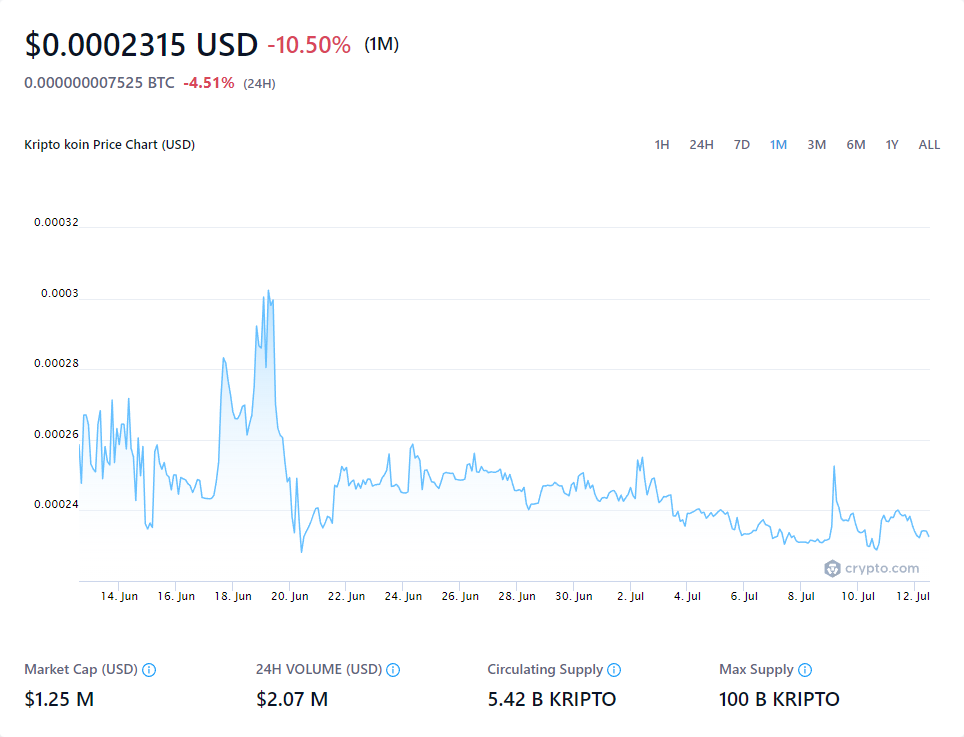 $0.0002315 USD -10.50% (1M)
0.000000007525 BTC -4.51% (24H)
Kripto koin Price Chart (USD) 1H 24H 7D 1M 3M 6M 1Y ALL
0.00032
0.0003
0.00028
0.00026
0.00024
crypto.com
14. Jun 16. Jun 18. Jun 20. Jun 22. Jun 24. Jun 26. Jun 28. Jun 30. Jun 2. Jul 4. Jul 6. Jul 8. Jul 10. Jul 12. Jul
Market Cap (USD) 24H VOLUME (USD) Circulating Supply Max Supply
$1.25 M $2.07 M 5.42 B KRIPTO 100 B KRIPTO